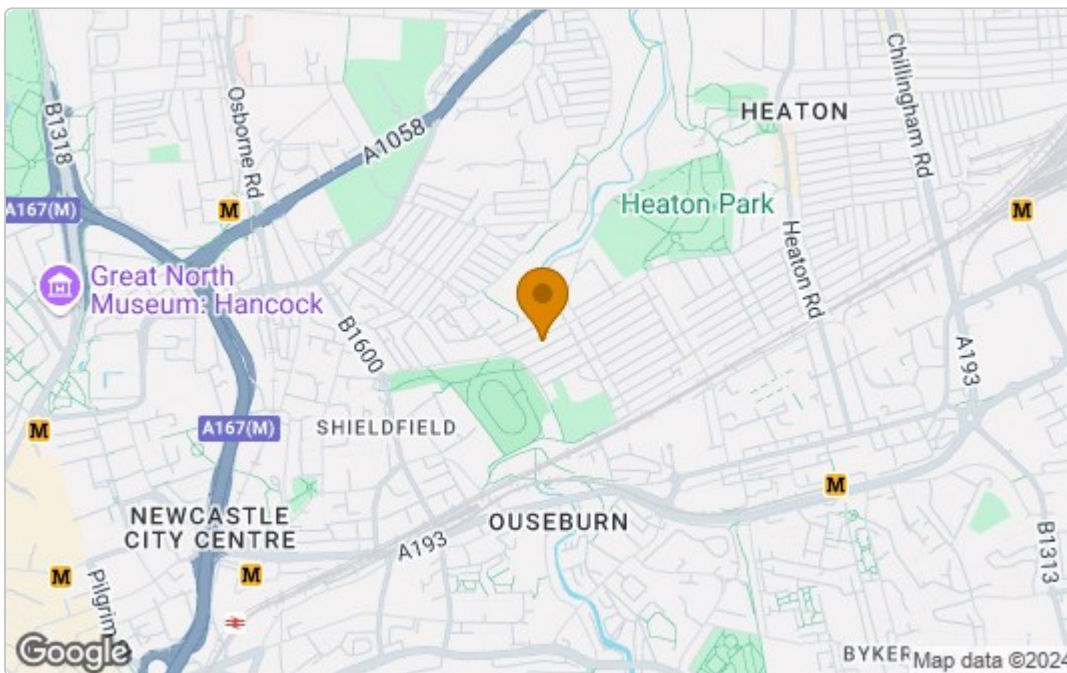 B1318
Osborne Rd
A1058
HEATON
Chillingham Rd
A167(M)
M
Heaton Park
M
Great North
Museum: Hancock
Heaton Rd
B1600
A193
M
A167(M)
SHIELDFIELD
M
NEWCASTLE
CITY CENTRE
OUSEBURN
A193
B1313
M
M
Pilgrim
Google
BYKER
Map data ©2024